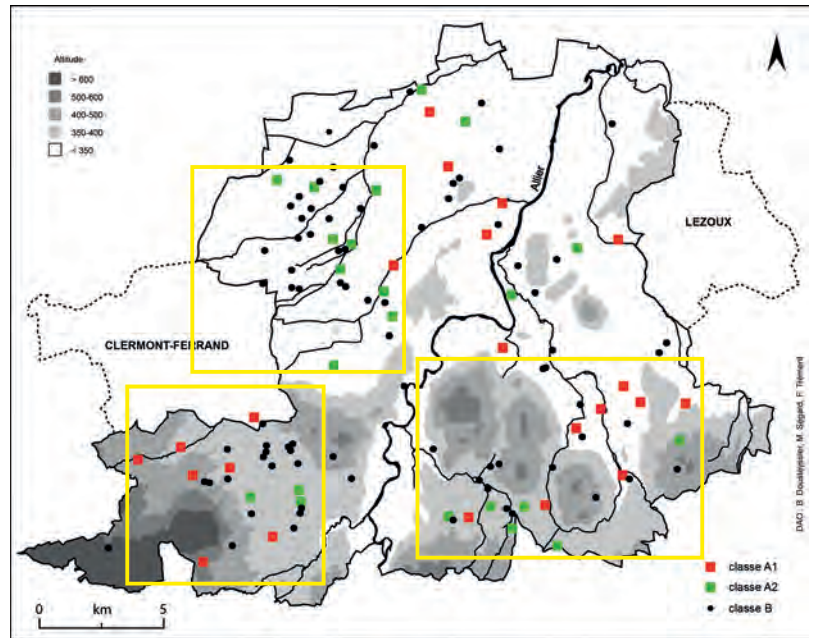 Altitude
> 600
500-600
400-500
350-400
< 350
Allier
LEZOUX
CLERMONT-FERRAND
DAO : B. Dousteyssier, M. Segard, F. Trément
classe A1
classe A2
classe B
0 km 5